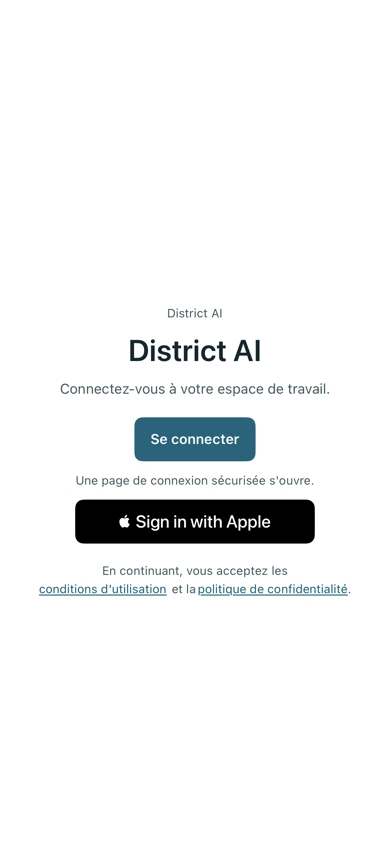 District AI
District AI
Connectez-vous à votre espace de travail.
Se connecter
Une page de connexion sécurisée s'ouvre.
Sign in with Apple
En continuant, vous acceptez les
conditions d'utilisation et la politique de confidentialité.